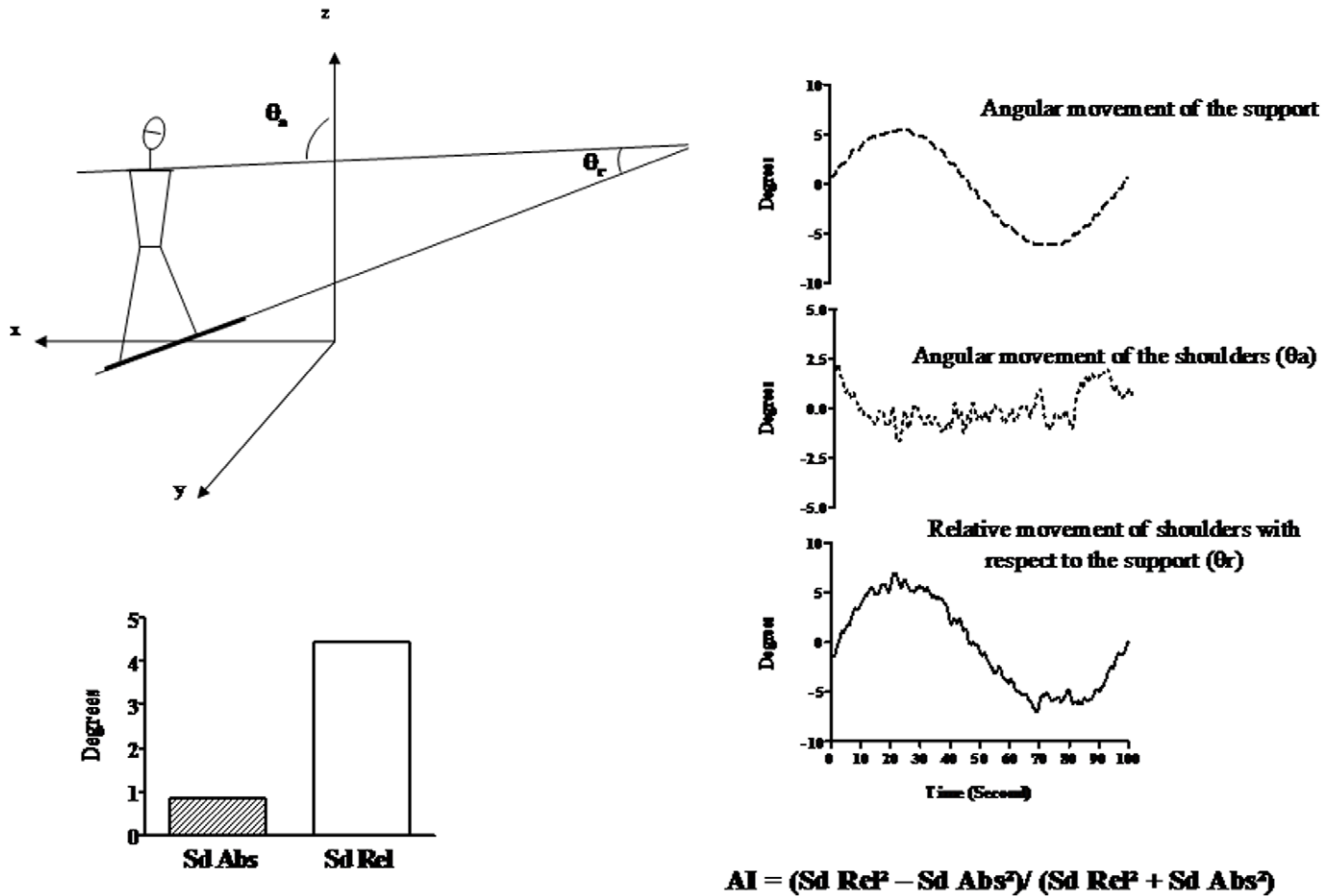 z
θa
θr
x
y
Angular movement of the support
10
5
0
-5
-10
Degrees
Angular movement of the shoulders (θa)
5.0
2.5
0.0
-2.5
-5.0
Degrees
Relative movement of shoulders with
respect to the support (θr)
10
5
0
-5
-10
Degrees
0 10 20 30 40 50 60 70 80 90 100
Time (Second)
5
4
3
2
1
0
Degrees
Sd Abs Sd Rel
AI = (Sd Rel² – Sd Abs²)/ (Sd Rel² + Sd Abs²)